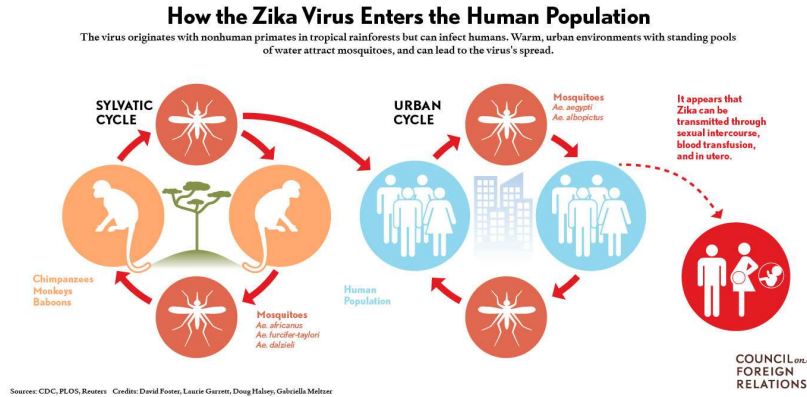 How the Zika Virus Enters the Human Population
The virus originates with nonhuman primates in tropical rainforests but can infect humans. Warm, urban environments with standing pools
of water attract mosquitoes, and can lead to the virus's spread.
SYLVATIC
CYCLE
Chimpanzees
Monkeys
Baboons
Mosquitoes
Ae. africanus
Ae. furcifer-taylori
Ae. dalzieli
URBAN
CYCLE
Mosquitoes
Ae. aegypti
Ae. albopictus
Human
Population
It appears that
Zika can be
transmitted through
sexual intercourse,
blood transfusion,
and in utero.
COUNCIL on
FOREIGN
RELATIONS
Sources: CDC, PLOS, Reuters Credits: David Foster, Laurie Garrett, Doug Halsey, Gabriella Meltzer